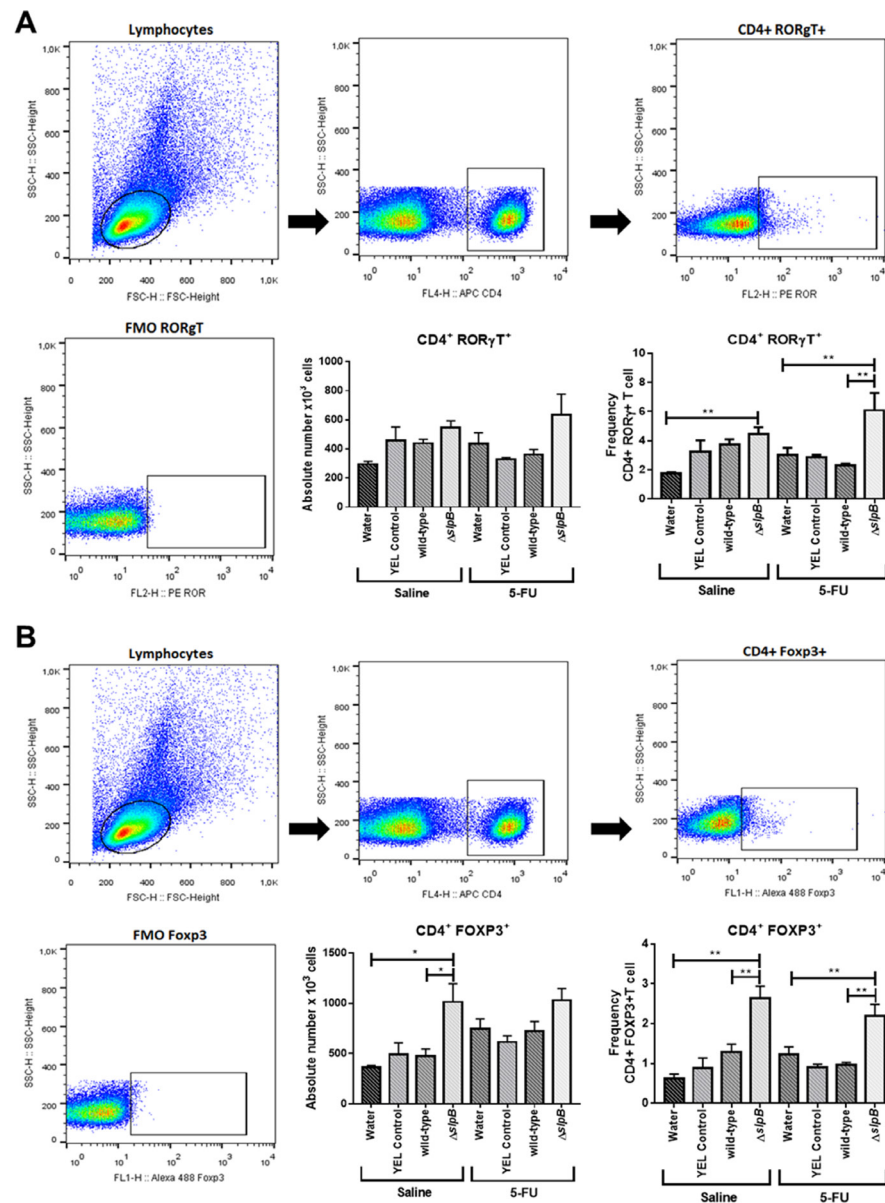 A
Lymphocytes
CD4+ RORgT+
1,0K
800
600
400
200
0
SSC-H :: SSC-Height
0 200 400 600 800 1,0K
FSC-H :: FSC-Height
1,0K
800
600
400
200
0
SSC-H :: SSC-Height
10^0 10^1 10^2 10^3 10^4
FL4-H :: APC CD4
1,0K
800
600
400
200
0
SSC-H :: SSC-Height
10^0 10^1 10^2 10^3 10^4
FL2-H :: PE ROR
FMO RORgT
1,0K
800
600
400
200
0
SSC-H :: SSC-Height
10^0 10^1 10^2 10^3 10^4
FL2-H :: PE ROR
CD4+ RORγT+
Absolute number x10^3 cells
1000
800
600
400
200
0
Water
YEL Control
wild-type
ΔslpB
Water
YEL Control
wild-type
ΔslpB
Saline
5-FU
CD4+ RORγT+
Frequency
CD4+ RORγ+ T cell
10
8
6
4
2
0
**
**
**
Water
YEL Control
wild-type
ΔslpB
Water
YEL Control
wild-type
ΔslpB
Saline
5-FU
B
Lymphocytes
CD4+ Foxp3+
1,0K
800
600
400
200
0
SSC-H :: SSC-Height
0 200 400 600 800 1,0K
FSC-H :: FSC-Height
1,0K
800
600
400
200
0
SSC-H :: SSC-Height
10^0 10^1 10^2 10^3 10^4
FL4-H :: APC CD4
1,0K
800
600
400
200
0
SSC-H :: SSC-Height
10^0 10^1 10^2 10^3 10^4
FL1-H :: Alexa 488 Foxp3
FMO Foxp3
1,0K
800
600
400
200
0
SSC-H :: SSC-Height
10^0 10^1 10^2 10^3 10^4
FL1-H :: Alexa 488 Foxp3
CD4+ FOXP3+
Absolute number x 10^3 cells
1500
1000
500
0
*
*
Water
YEL Control
wild-type
ΔslpB-
Water
YEL Control
wild-type
ΔslpB-
Saline
5-FU
CD4+ FOXP3+
Frequency
CD4+ FOXP3+T cell
4
3
2
1
0
**
**
**
**
Water
YEL Control
wild-type
ΔslpB-
Water
YEL Control
wild-type
ΔslpB-
Saline
5-FU